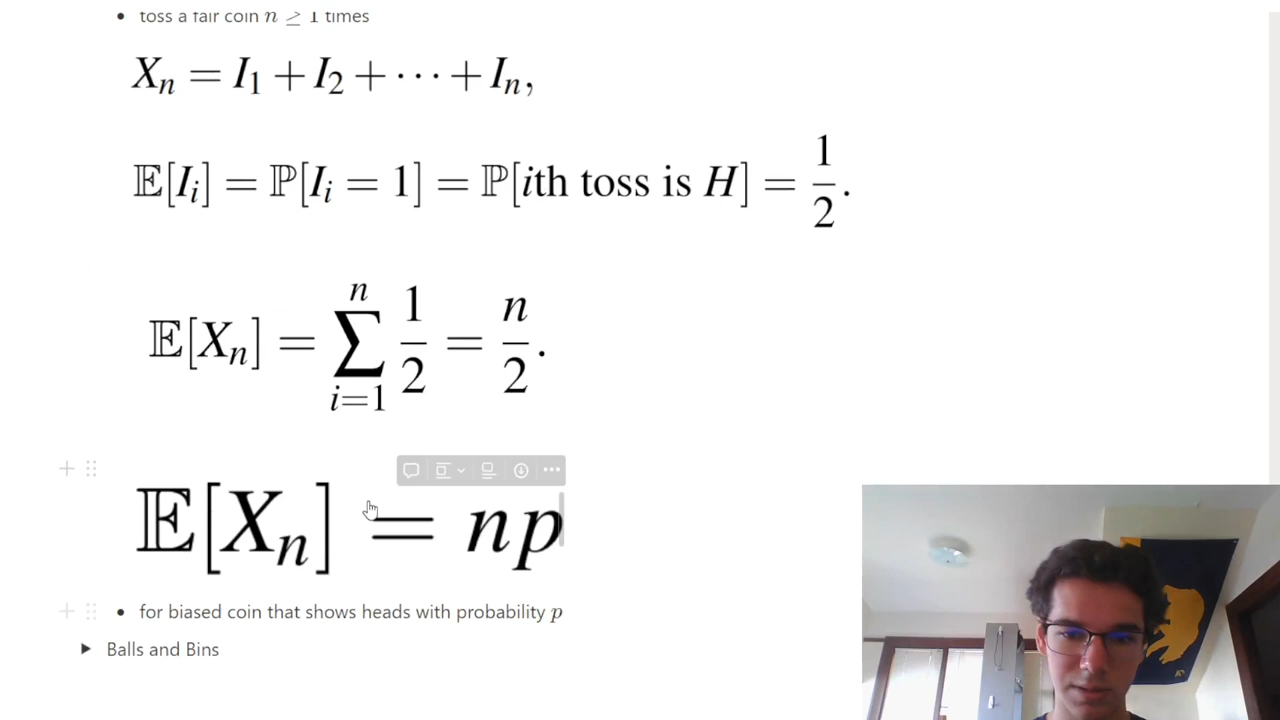 • toss a fair coin n ≥ 1 times
Xₙ = I₁ + I₂ + ··· + Iₙ,
𝔼[Iᵢ] = ℙ[Iᵢ = 1] = ℙ[ith toss is H] = 1/2.
𝔼[Xₙ] = ∑ᵢ₌₁ⁿ 1/2 = n/2.
𝔼[Xₙ] = np
• for biased coin that shows heads with probability p
Balls and Bins